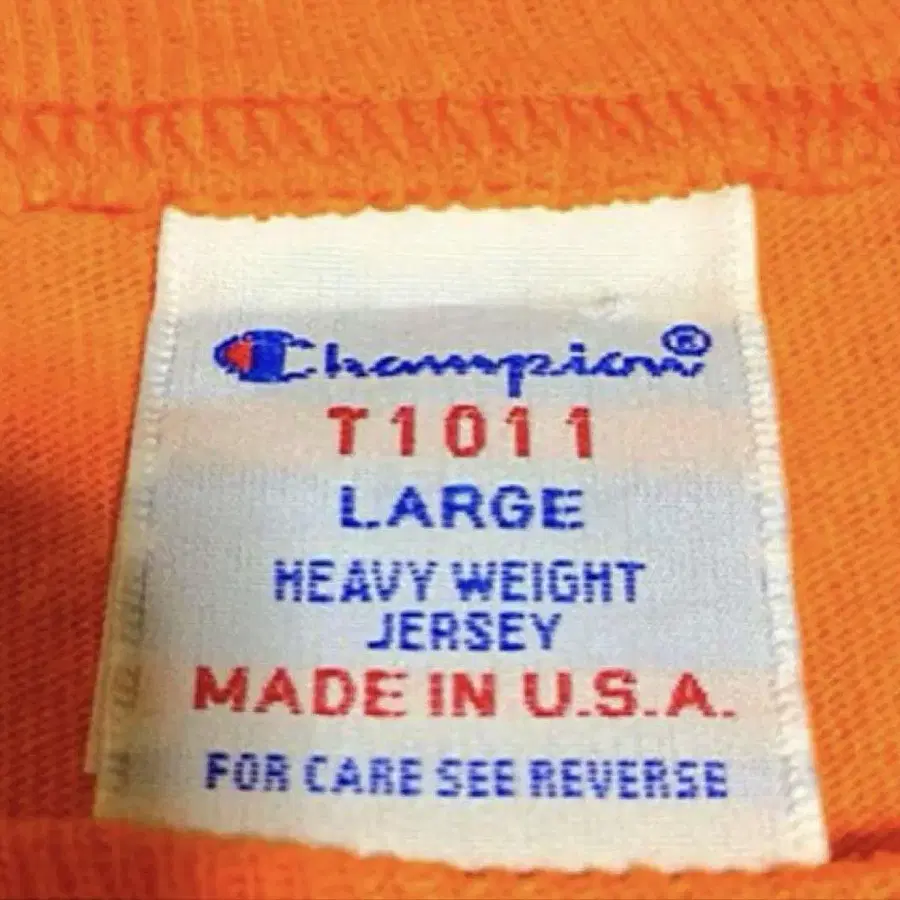 Champion®
T1011
LARGE
HEAVY WEIGHT
JERSEY
MADE IN U.S.A.
FOR CARE SEE REVERSE